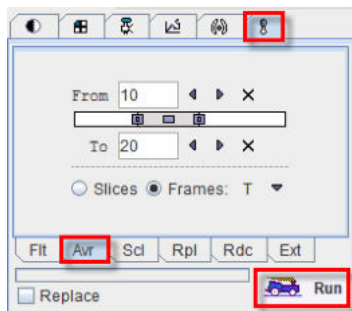 From 10
To 20
Slices Frames: T
Flt Avr Scl Rpl Rdc Ext
Replace Run